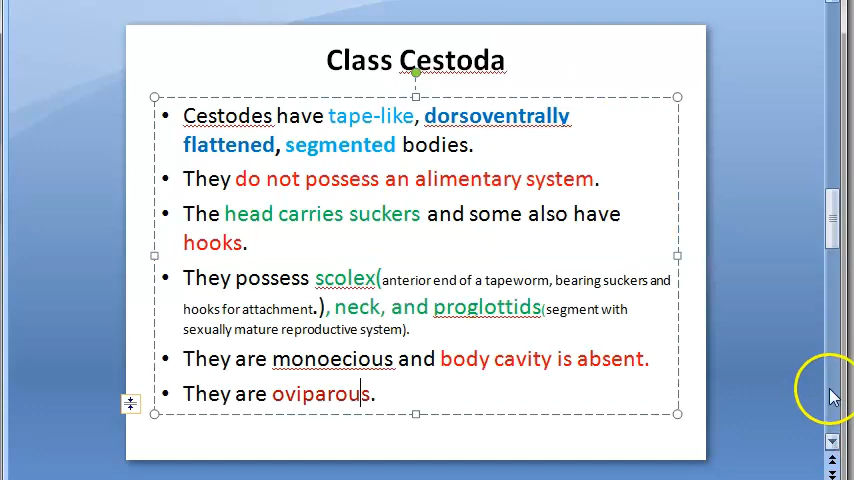 Class Cestoda
• Cestodes have tape-like, dorsoventrally
flattened, segmented bodies.
• They do not possess an alimentary system.
• The head carries suckers and some also have
hooks.
• They possess scolex(anterior end of a tapeworm, bearing suckers and
hooks for attachment.), neck, and proglottids(segment with
sexually mature reproductive system).
• They are monoecious and body cavity is absent.
• They are oviparous.